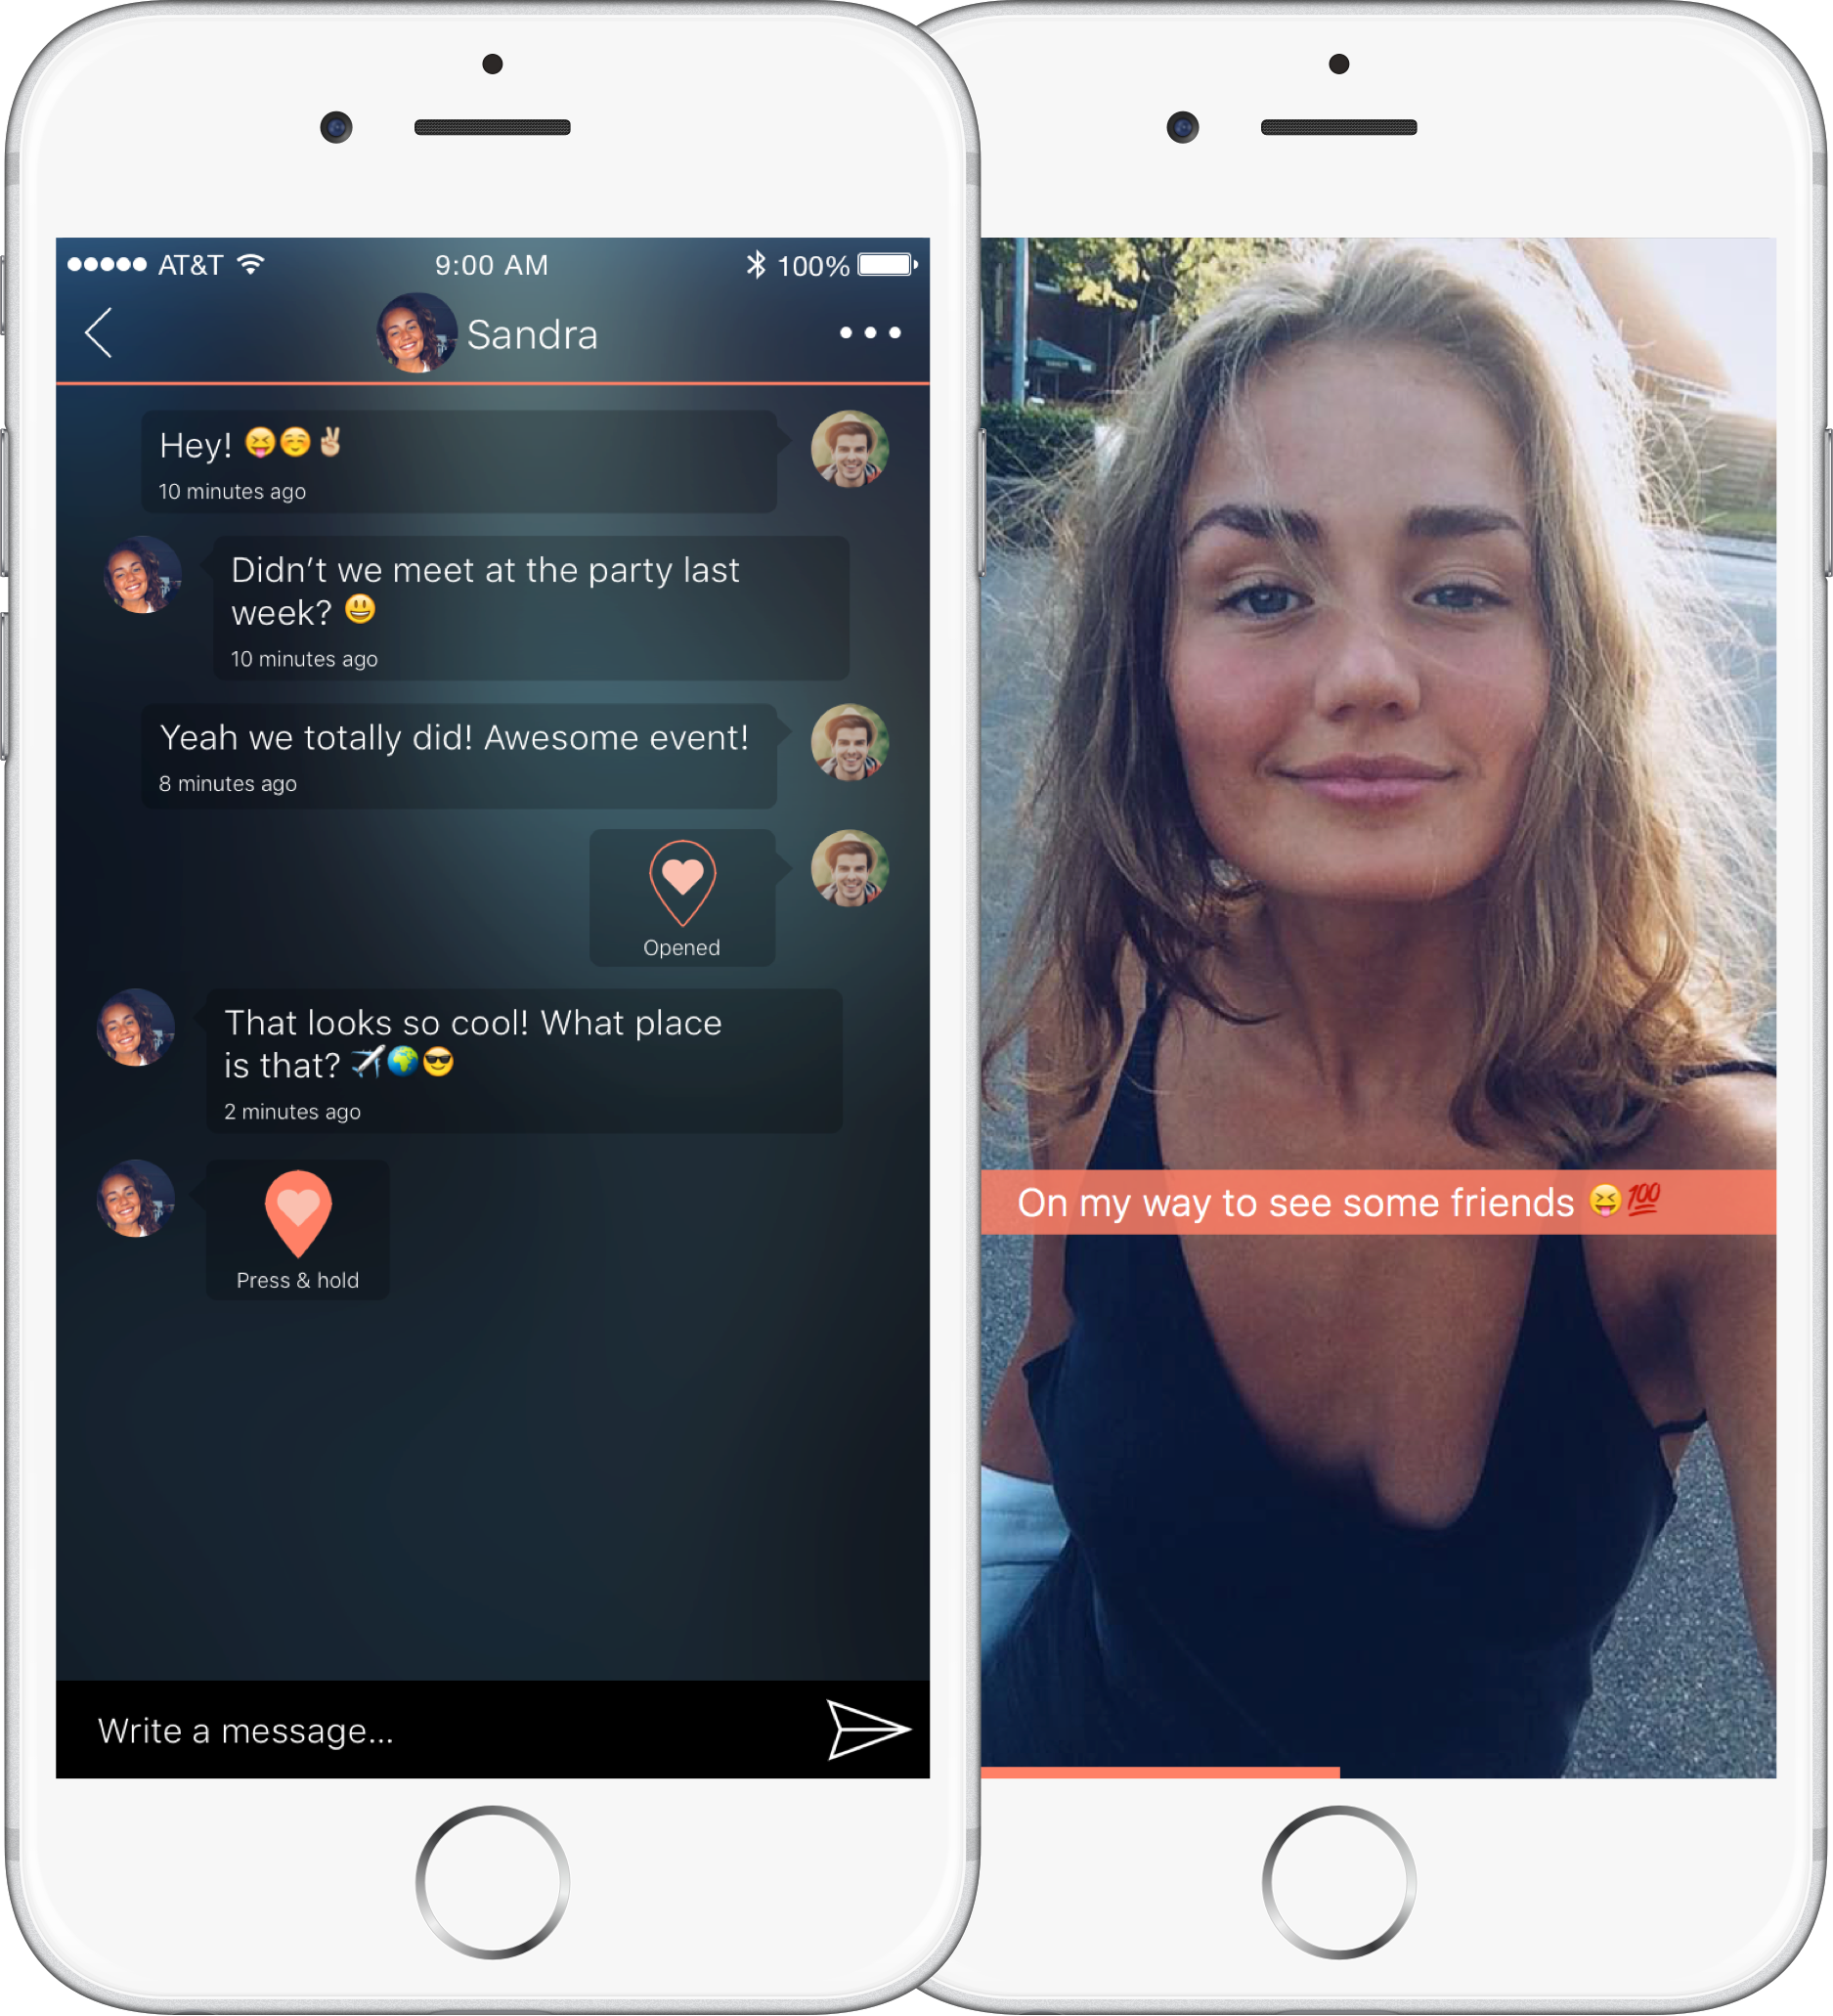 AT&T 9:00 AM 100%
Sandra
Hey! 😝☺️✌🏼
10 minutes ago
Didn't we meet at the party last
week? 😃
10 minutes ago
Yeah we totally did! Awesome event!
8 minutes ago
Opened
That looks so cool! What place
is that? ✈️🌍😎
2 minutes ago
Press & hold
Write a message...
On my way to see some friends 😝💯